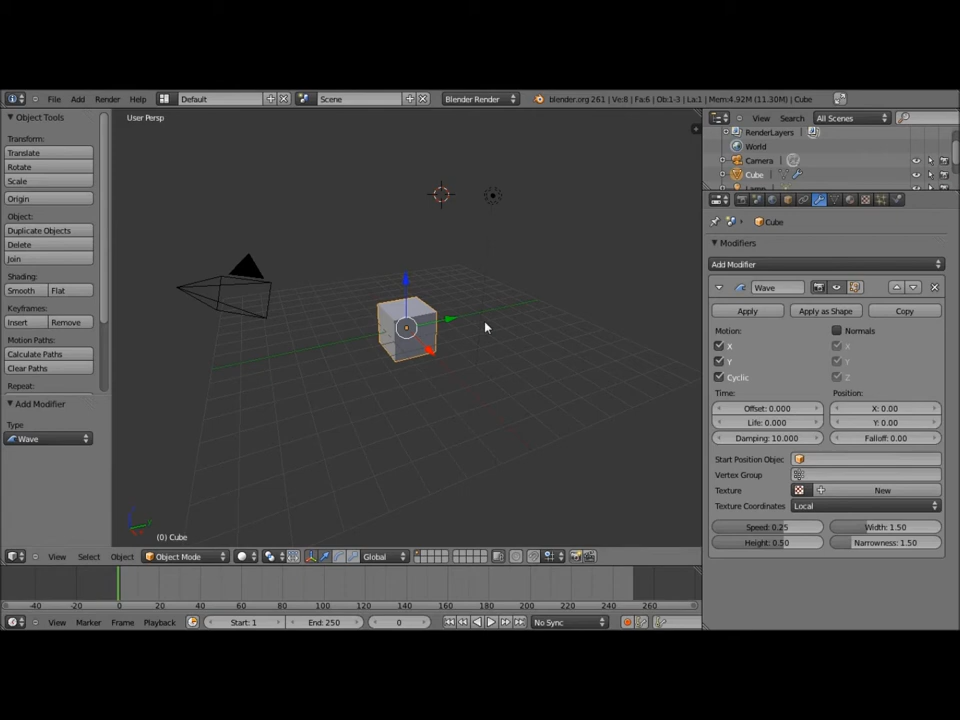 File Add Render Help Default Scene Blender Render blender.org 261 | Ve:8 | Fa:6 | Ob:1-3 | La:1 | Mem:4.92M (11.30M) | Cube
Object Tools
Transform:
Translate
Rotate
Scale
Origin
Object:
Duplicate Objects
Delete
Join
Shading:
Smooth Flat
Keyframes:
Insert Remove
Motion Paths:
Calculate Paths
Clear Paths
Repeat:
Add Modifier
Type
Wave
User Persp
(0) Cube
View Select Object Object Mode Global
-40 -20 0 20 40 60 80 100 120 140 160 180 200 220 240 260
View Marker Frame Playback Start: 1 End: 250 0 No Sync
View Search All Scenes
RenderLayers
World
Camera
Cube
Lamp
Cube
Modifiers
Add Modifier
Wave
Apply Apply as Shape Copy
Motion: Normals
X X
Y Y
Cyclic Z
Time: Position:
Offset: 0.000 X: 0.00
Life: 0.000 Y: 0.00
Damping: 10.000 Falloff: 0.00
Start Position Objec
Vertex Group
Texture New
Texture Coordinates Local
Speed: 0.25 Width: 1.50
Height: 0.50 Narrowness: 1.50